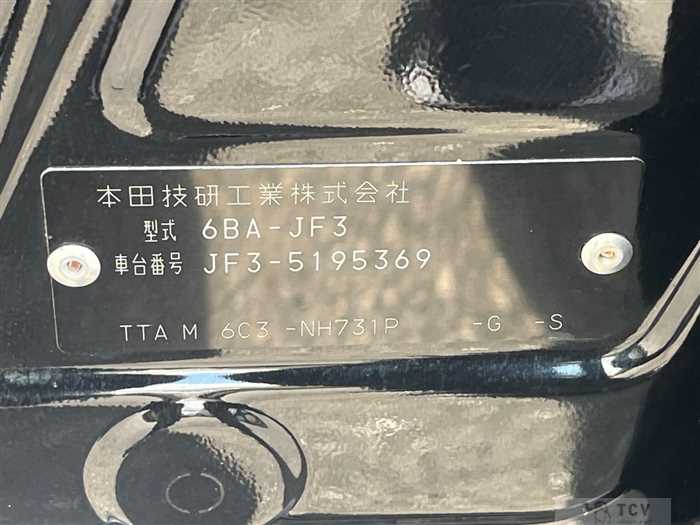 本田技研工業株式会社
型式 6BA-JF3
車台番号 JF3-5195369
TTA M 6C3 -NH731P -G -S
TCV